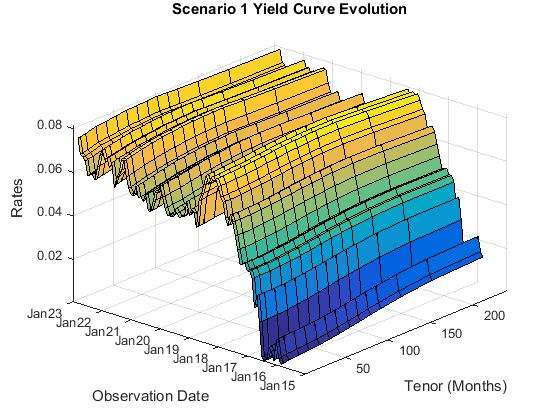 Scenario 1 Yield Curve Evolution
0.08
0.06
0.04
0.02
Rates
Jan23
Jan22
Jan21
Jan20
Jan19
Jan18
Jan17
Jan16
Jan15
Observation Date
50
100
150
200
Tenor (Months)